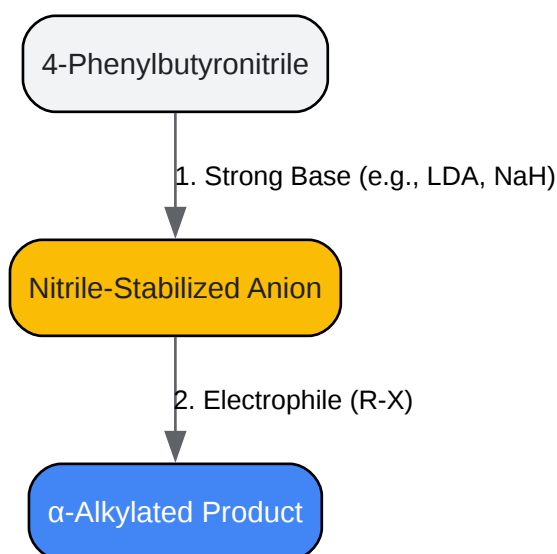 4-Phenylbutyronitrile
1. Strong Base (e.g., LDA, NaH)
Nitrile-Stabilized Anion
2. Electrophile (R-X)
α-Alkylated Product